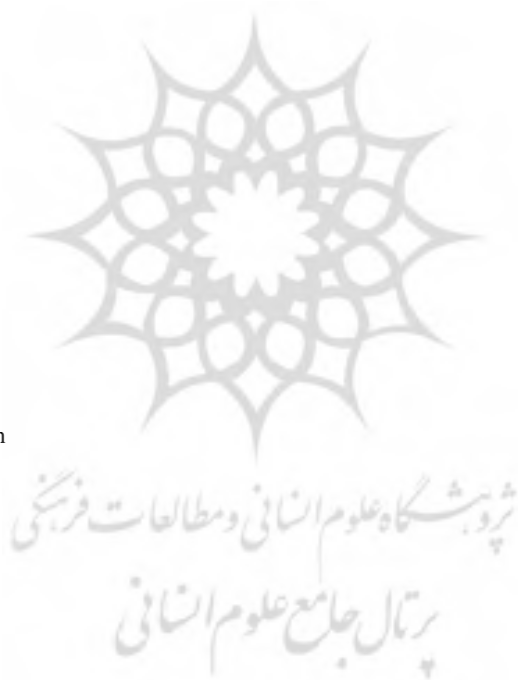 n
پژوهشگاه علوم انسانی و مطالعات فرهنگی
پرتال جامع علوم انسانی